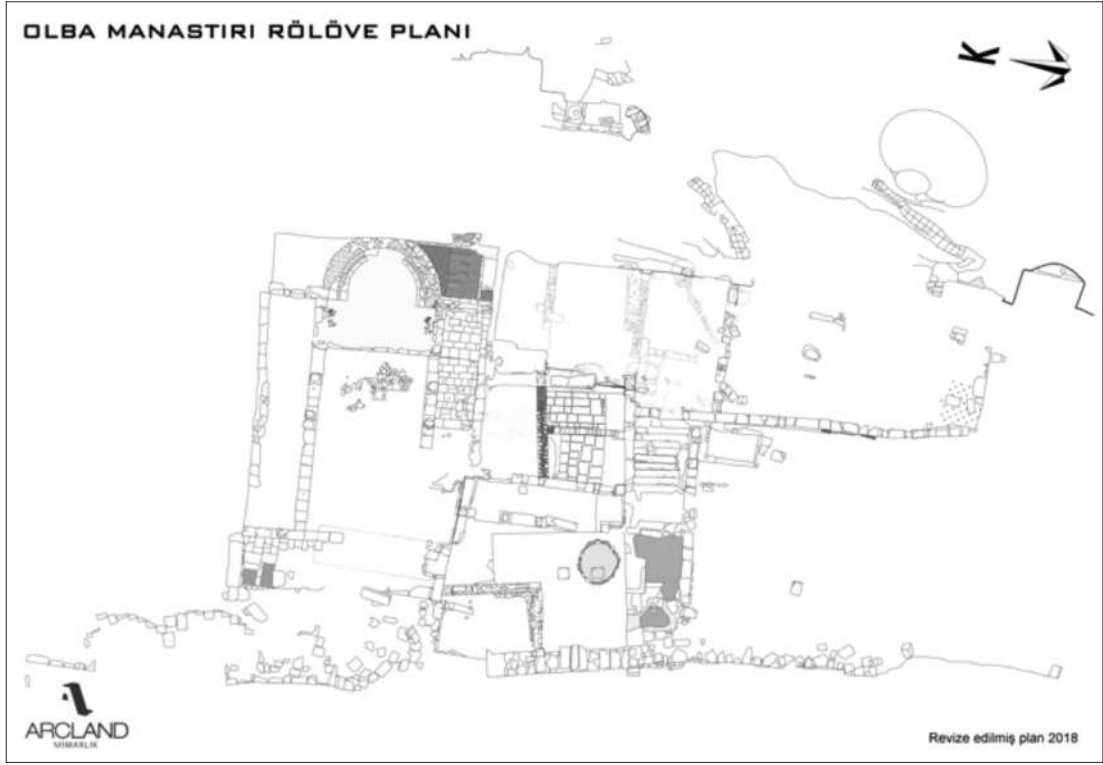 OLBA MANASTIRI RÖLÖVE PLANI
K
ARCLAND
MİMARLIK
Revize edilmiş plan 2018